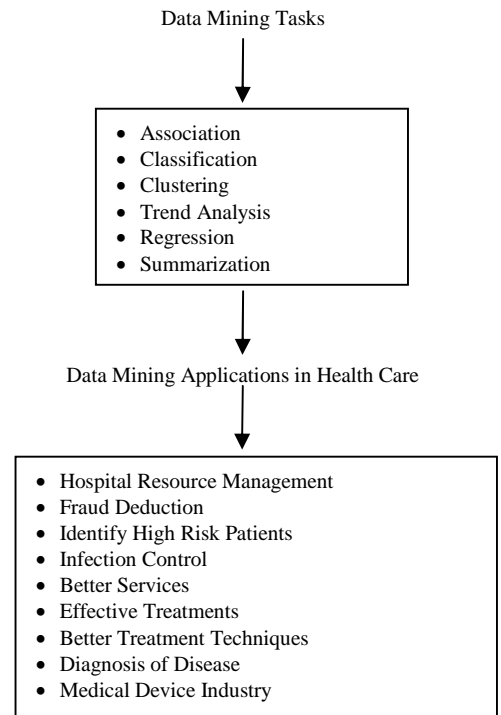 Data Mining Tasks
• Association
• Classification
• Clustering
• Trend Analysis
• Regression
• Summarization
Data Mining Applications in Health Care
• Hospital Resource Management
• Fraud Deduction
• Identify High Risk Patients
• Infection Control
• Better Services
• Effective Treatments
• Better Treatment Techniques
• Diagnosis of Disease
• Medical Device Industry